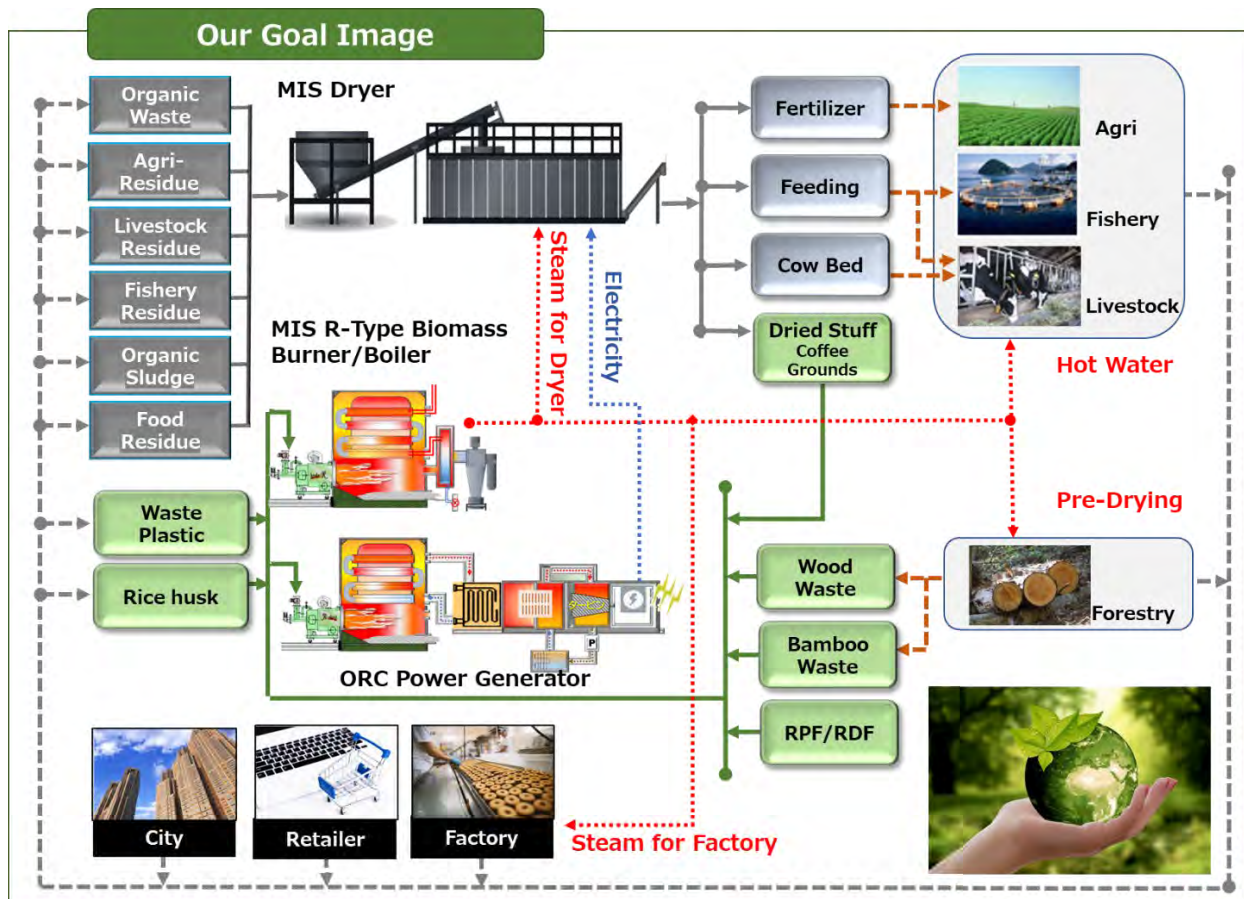 Our Goal Image
Organic
Waste
Agri-
Residue
Livestock
Residue
Fishery
Residue
Organic
Sludge
Food
Residue
MIS Dryer
Steam for Dryer
Electricity
Fertilizer
Feeding
Cow Bed
Dried Stuff
Coffee
Grounds
Agri
Fishery
Livestock
Hot Water
MIS R-Type Biomass
Burner/Boiler
Waste
Plastic
Rice husk
P
ORC Power Generator
Pre-Drying
Wood
Waste
Bamboo
Waste
RPF/RDF
Forestry
City
Retailer
Factory
Steam for Factory